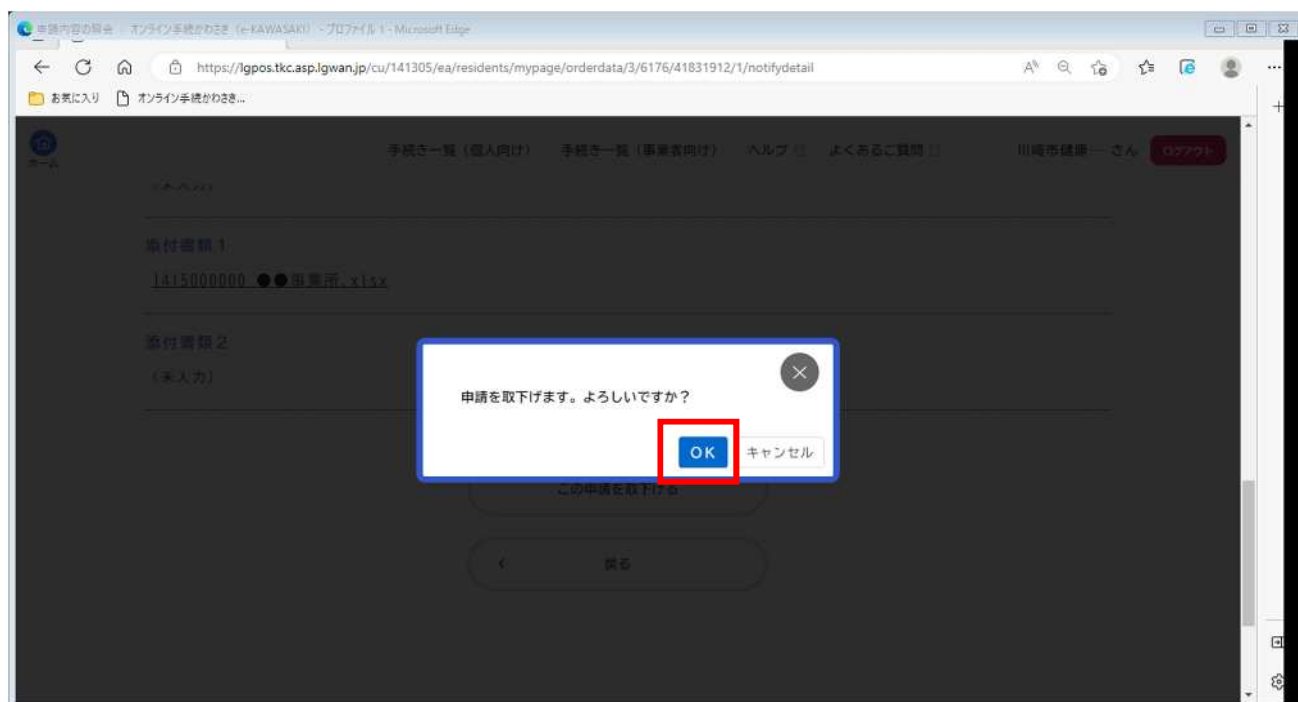 申請内容の照会 - オンライン手続かわさき（e-KAWASAKI） - プロファイル 1 - Microsoft Edge
https://lgpos.tkc.asp.lgwan.jp/cu/141305/ea/residents/mypage/orderdata/3/6176/41831912/1/notifydetail
お気に入り オンライン手続かわさき...
ホーム 手続き一覧（個人向け） 手続き一覧（事業者向け） ヘルプ よくあるご質問 川崎市健康一 さん ログアウト
添付書類１
1415000000_●●事業所.xlsx
添付書類２
（未入力）
申請を取下げます。よろしいですか？
OK キャンセル
この申請を取下げる
戻る